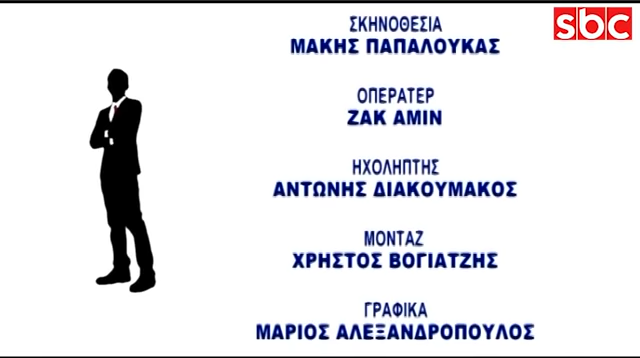 sbc
ΣΚΗΝΟΘΕΣΙΑ
ΜΑΚΗΣ ΠΑΠΑΛΟΥΚΑΣ
ΟΠΕΡΑΤΕΡ
ΖΑΚ ΑΜΙΝ
ΗΧΟΛΗΠΤΗΣ
ΑΝΤΩΝΗΣ ΔΙΑΚΟΥΜΑΚΟΣ
ΜΟΝΤΑΖ
ΧΡΗΣΤΟΣ ΒΟΓΙΑΤΖΗΣ
ΓΡΑΦΙΚΑ
ΜΑΡΙΟΣ ΑΛΕΞΑΝΔΡΟΠΟΥΛΟΣ